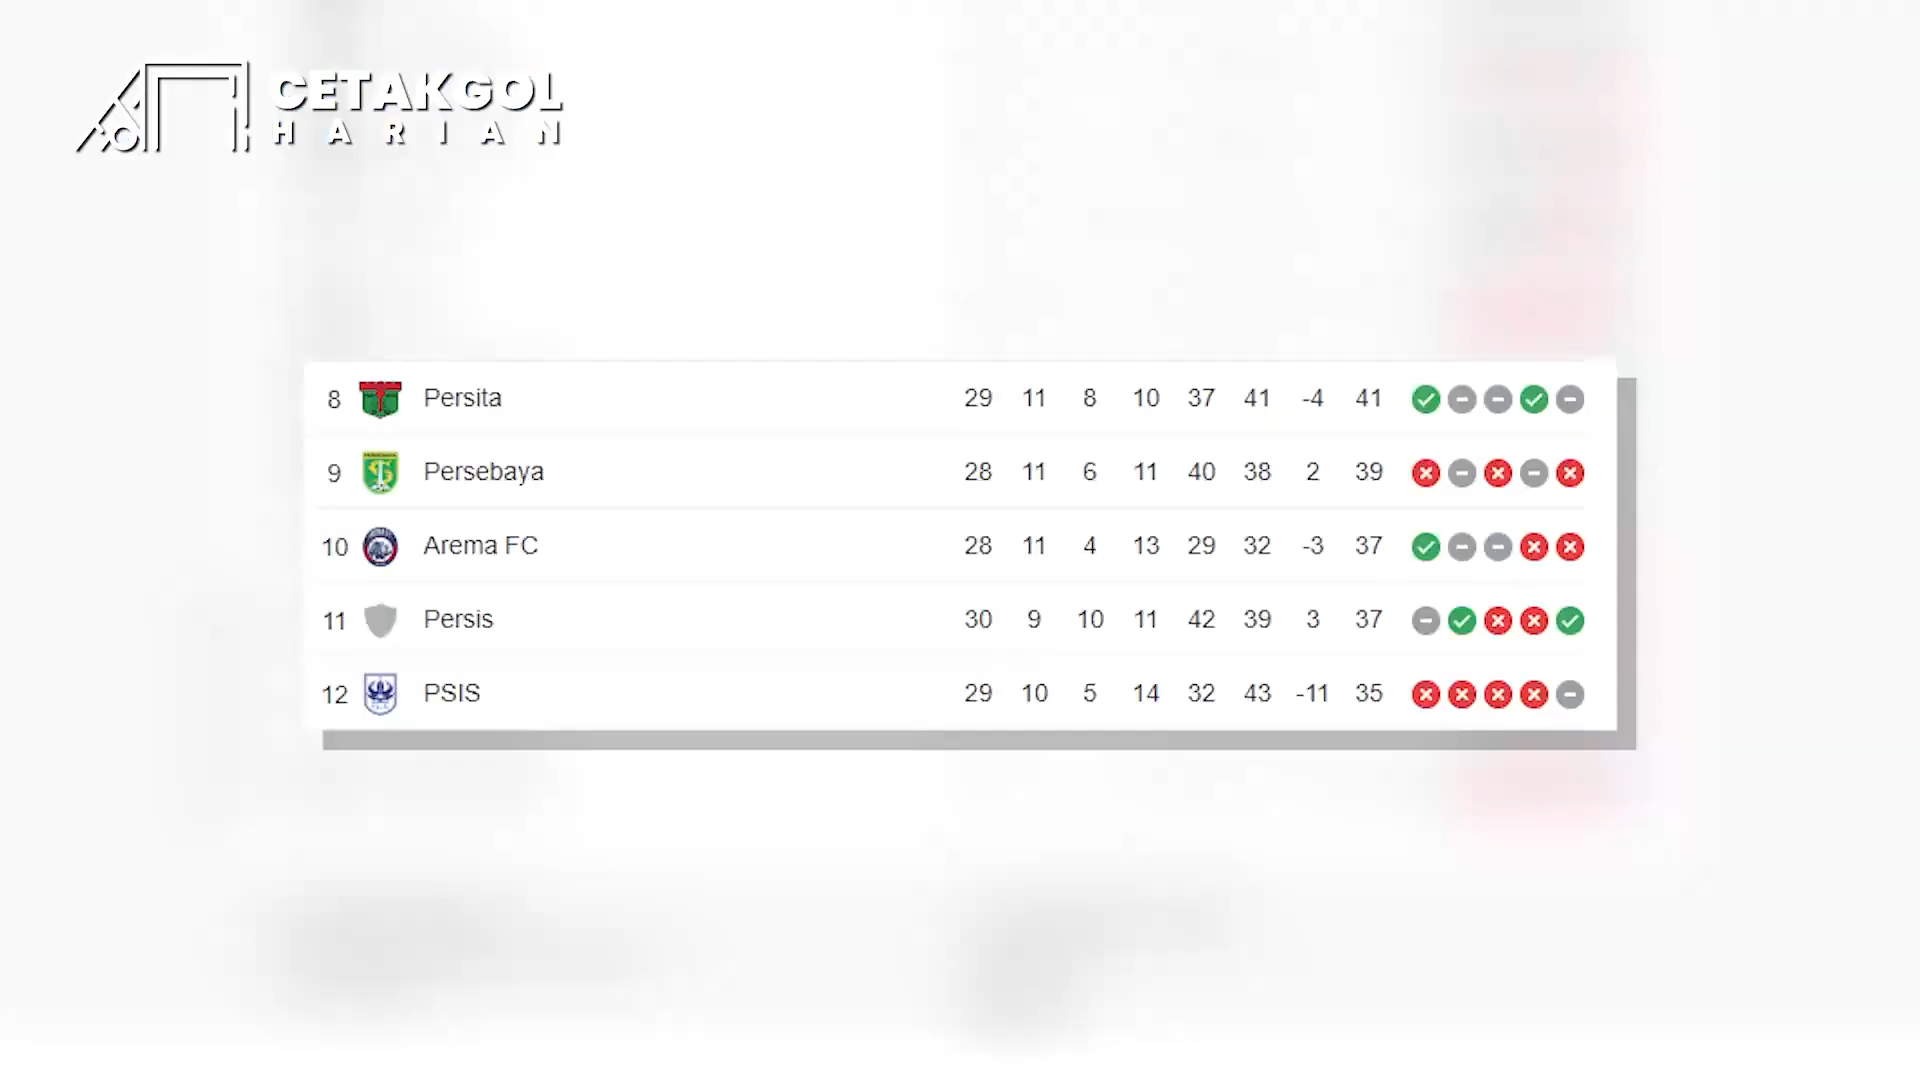 CETAKGOL
HARIAN
8 Persita 29 11 8 10 37 41 -4 41
9 Persebaya 28 11 6 11 40 38 2 39
10 Arema FC 28 11 4 13 29 32 -3 37
11 Persis 30 9 10 11 42 39 3 37
12 PSIS 29 10 5 14 32 43 -11 35